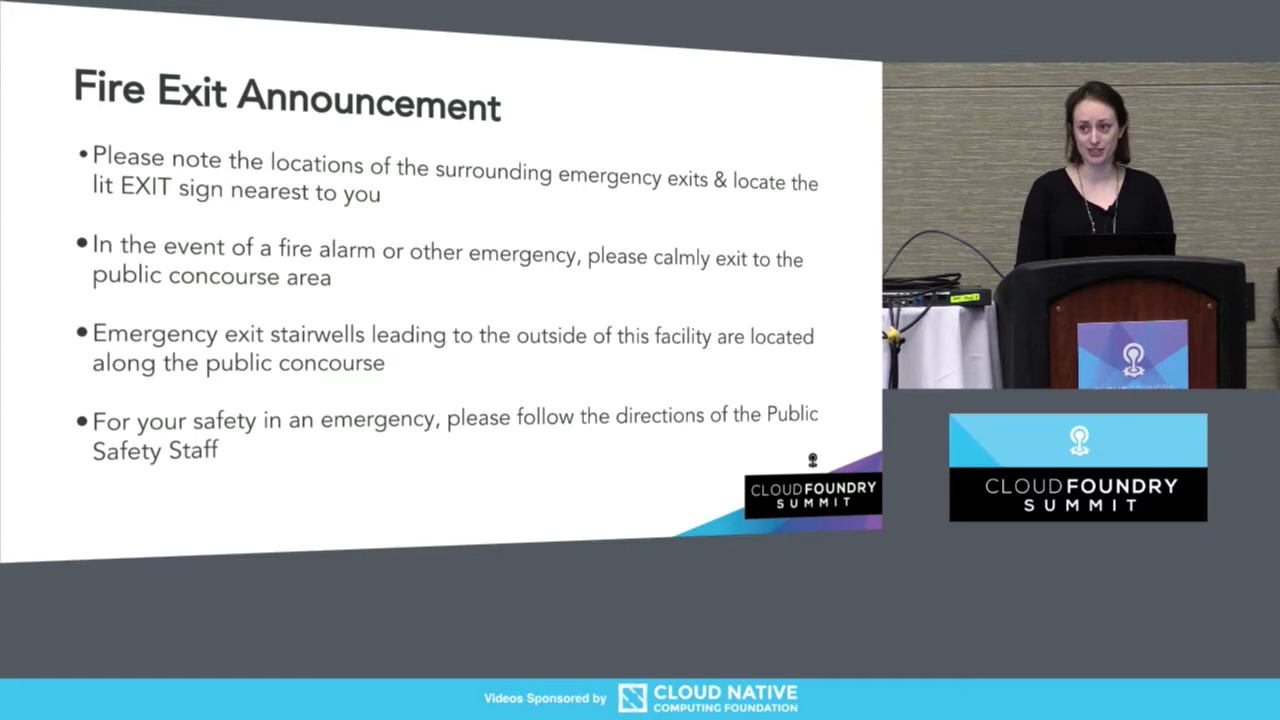 Fire Exit Announcement
•Please note the locations of the surrounding emergency exits & locate the
lit EXIT sign nearest to you
•In the event of a fire alarm or other emergency, please calmly exit to the
public concourse area
•Emergency exit stairwells leading to the outside of this facility are located
along the public concourse
•For your safety in an emergency, please follow the directions of the Public
Safety Staff
CLOUDFOUNDRY
SUMMIT
CLOUDFOUNDRY
SUMMIT
Videos Sponsored by
CLOUD NATIVE
COMPUTING FOUNDATION